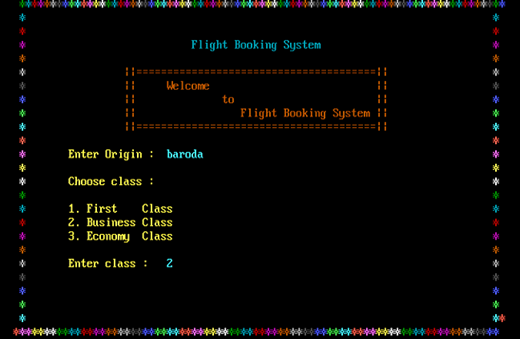 Flight Booking System
Welcome
to
Flight Booking System
Enter Origin : baroda
Choose class :
1. First Class
2. Business Class
3. Economy Class
Enter class : 2